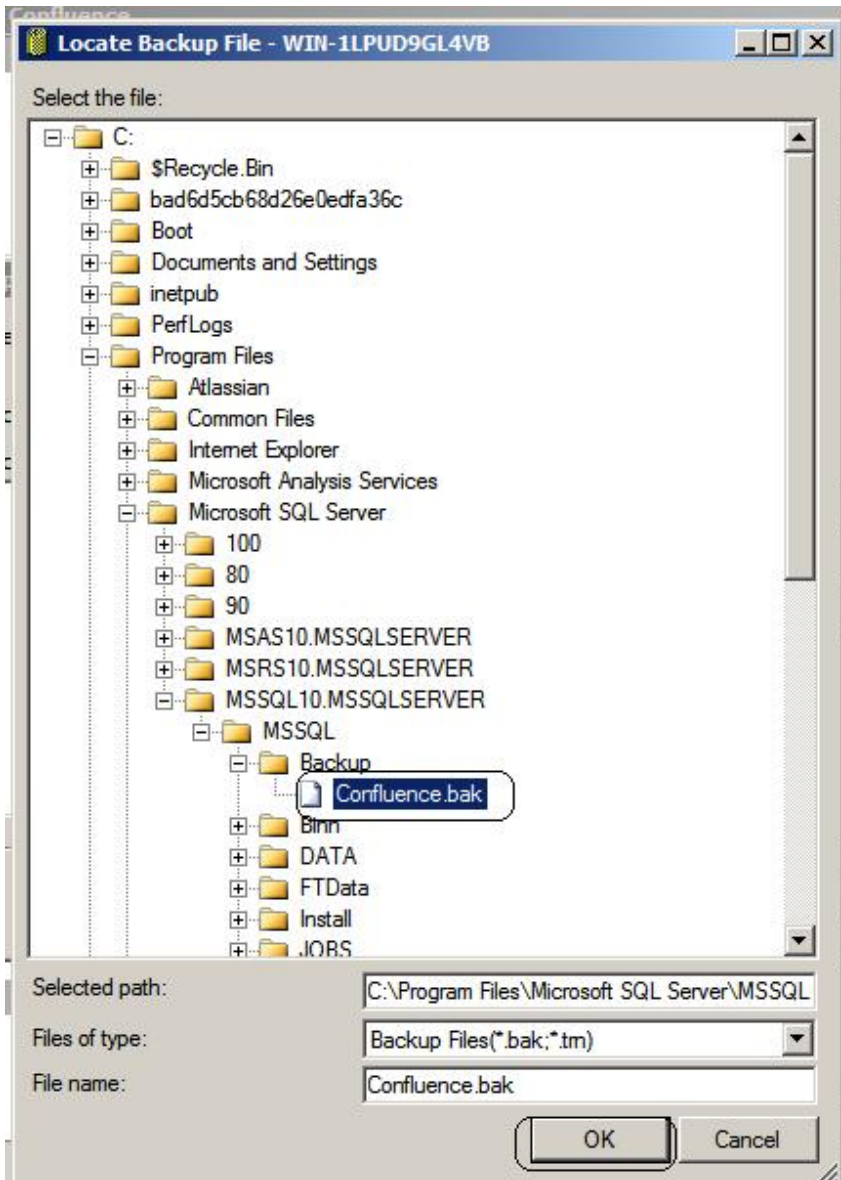 Confluence
Locate Backup File - WIN-1LPUD9GL4VB
Select the file:
C:
$Recycle.Bin
bad6d5cb68d26e0edfa36c
Boot
Documents and Settings
inetpub
PerfLogs
Program Files
Atlassian
Common Files
Internet Explorer
Microsoft Analysis Services
Microsoft SQL Server
100
80
90
MSAS10.MSSQLSERVER
MSRS10.MSSQLSERVER
MSSQL10.MSSQLSERVER
MSSQL
Backup
Confluence.bak
Binn
DATA
FTData
Install
JOBS
Selected path: C:\Program Files\Microsoft SQL Server\MSSQL
Files of type: Backup Files(*.bak;*.trn)
File name: Confluence.bak
OK Cancel